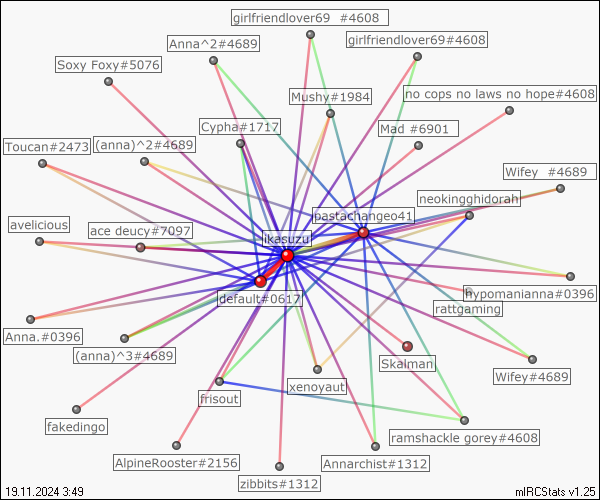 girlfriendlover69 #4608
Anna^2#4689
girlfriendlover69#4608
Soxy Foxy#5076
Mushy#1984
no cops no laws no hope#4608
Cypha#1717
Mad #6901
Toucan#2473
(anna)^2#4689
Wifey #4689
neokingghidorah
pastachangeo41
avelicious
ace deucy#7097
ikasuzu
hypomanianna#0396
default#0617
rattgaming
Anna.#0396
(anna)^3#4689
Skalman
Wifey#4689
xenoyaut
frisout
fakedingo
ramshackle gorey#4608
AlpineRooster#2156
Annarchist#1312
zibbits#1312
19.11.2024 3:49
mIRCStats v1.25